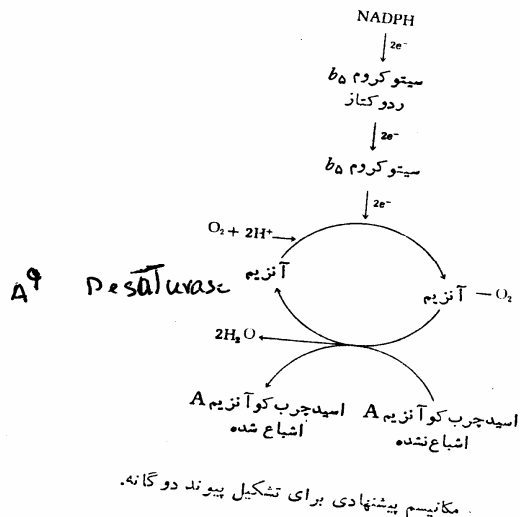 NADPH
2e⁻
سیتوکروم b₅
ردوکتاز
2e⁻
سیتوکروم b₅
2e⁻
O₂ + 2H⁺
آنزیم
Δ⁹ Desaturase
آنزیم — O₂
2H₂O
اسیدچرب کوآنزیم A
اشباع شده
اسیدچرب کوآنزیم A
اشباع نشده
مکانیسم پیشنهادی برای تشکیل پیوند دوگانه.